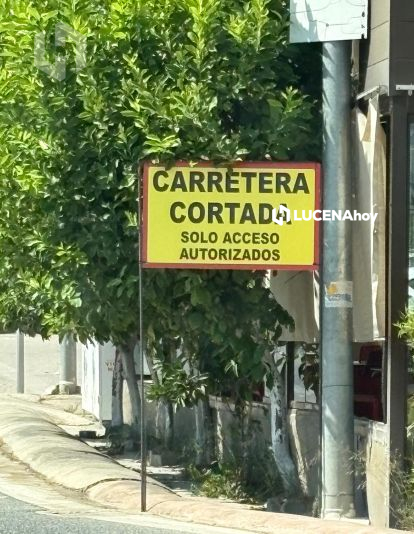 CARRETERA
CORTADA
LUCENAhoy
SOLO ACCESO
AUTORIZADOS